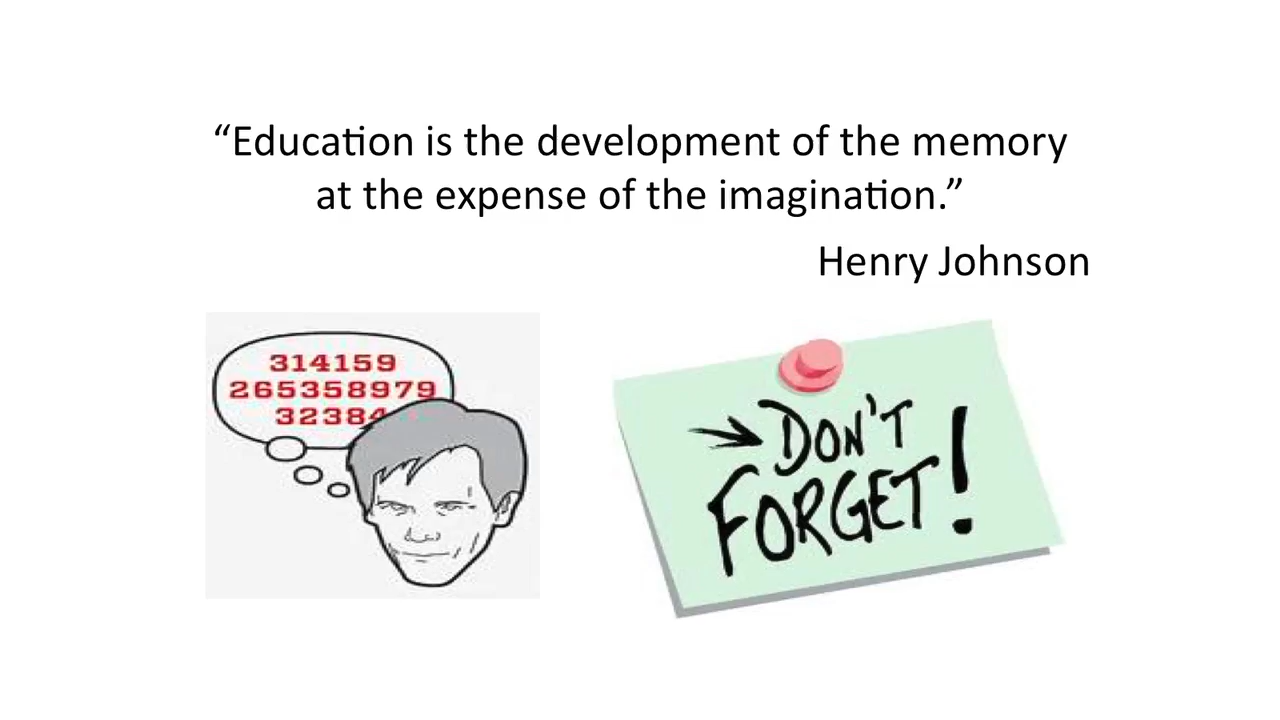 “Education is the development of the memory
at the expense of the imagination.”
Henry Johnson
314159
265358979
32384
DON'T
FORGET!